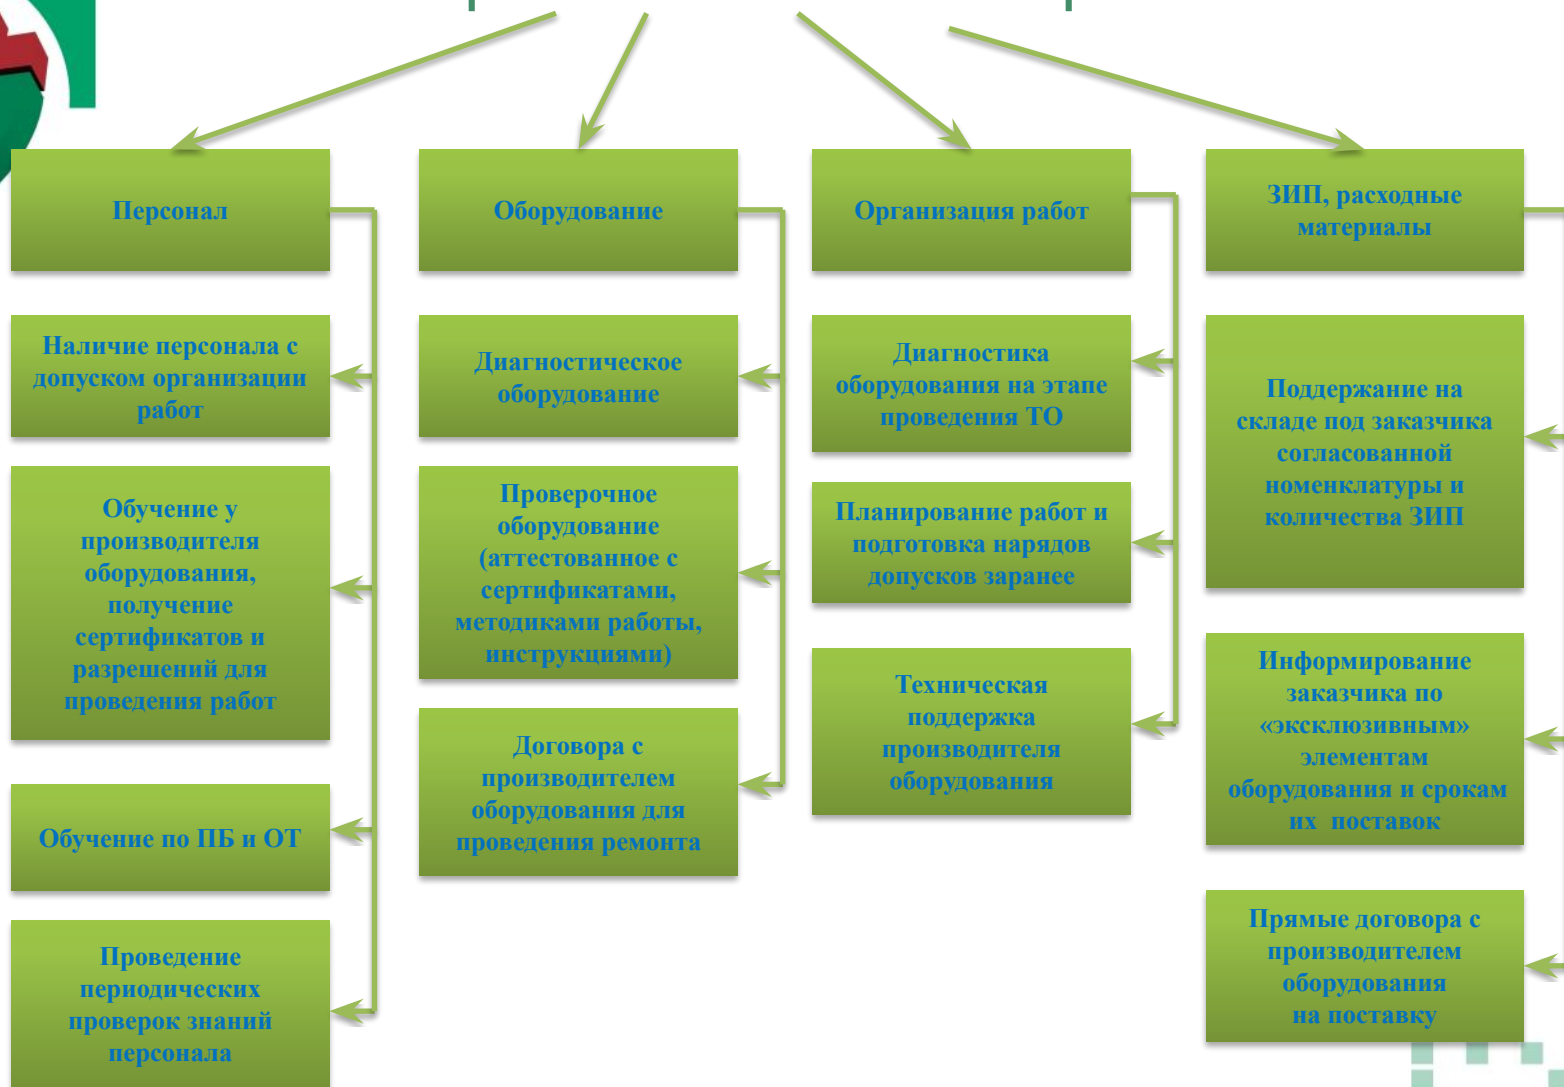 Персонал
Наличие персонала с
допуском организации
работ
Обучение у
производителя
оборудования,
получение
сертификатов и
разрешений для
проведения работ
Обучение по ПБ и ОТ
Проведение
периодических
проверок знаний
персонала
Оборудование
Диагностическое
оборудование
Проверочное
оборудование
(аттестованное с
сертификатами,
методиками работы,
инструкциями)
Договора с
производителем
оборудования для
проведения ремонта
Организация работ
Диагностика
оборудования на этапе
проведения ТО
Планирование работ и
подготовка нарядов
допусков заранее
Техническая
поддержка
производителя
оборудования
ЗИП, расходные
материалы
Поддержание на
складе под заказчика
согласованной
номенклатуры и
количества ЗИП
Информирование
заказчика по
«эксклюзивным»
элементам
оборудования и срокам
их  поставок
Прямые договора с
производителем
оборудования
на поставку